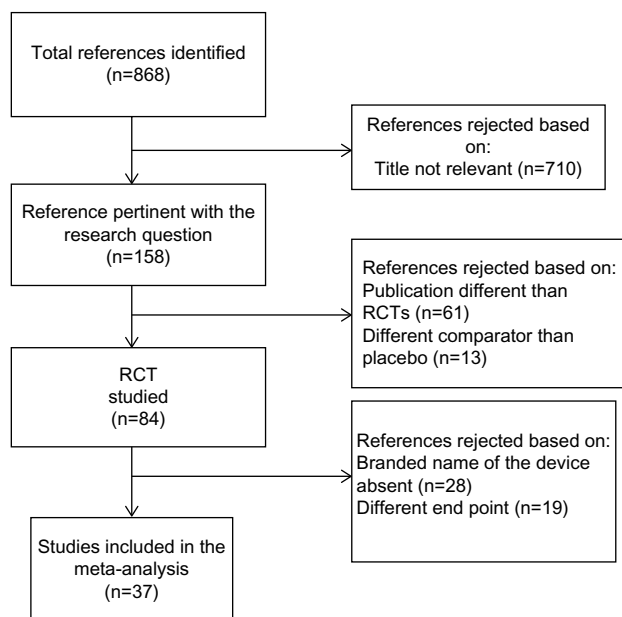 Total references identified
(n=868)
References rejected based
on:
Title not relevant (n=710)
Reference pertinent with the
research question
(n=158)
References rejected based on:
Publication different than
RCTs (n=61)
Different comparator than
placebo (n=13)
RCT
studied
(n=84)
References rejected based on:
Branded name of the device
absent (n=28)
Different end point (n=19)
Studies included in the
meta-analysis
(n=37)